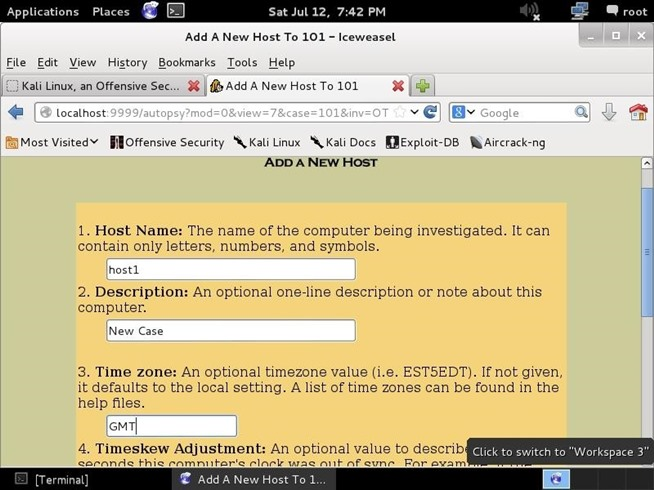 Applications Places Sat Jul 12, 7:42 PM root
Add A New Host To 101 - Iceweasel
File Edit View History Bookmarks Tools Help
Kali Linux, an Offensive Sec... Add A New Host To 101
localhost:9999/autopsy?mod=0&view=7&case=101&inv=OT Google
Most Visited Offensive Security Kali Linux Kali Docs Exploit-DB Aircrack-ng
ADD A NEW HOST
1. Host Name: The name of the computer being investigated. It can
contain only letters, numbers, and symbols.
host1
2. Description: An optional one-line description or note about this
computer.
New Case
3. Time zone: An optional timezone value (i.e. EST5EDT). If not given,
it defaults to the local setting. A list of time zones can be found in the
help files.
GMT
4. Timeskew Adjustment: An optional value to describe
Click to switch to "Workspace 3"
seconds this computer's clock was out of sync. For example, if the
[Terminal] Add A New Host To 1...